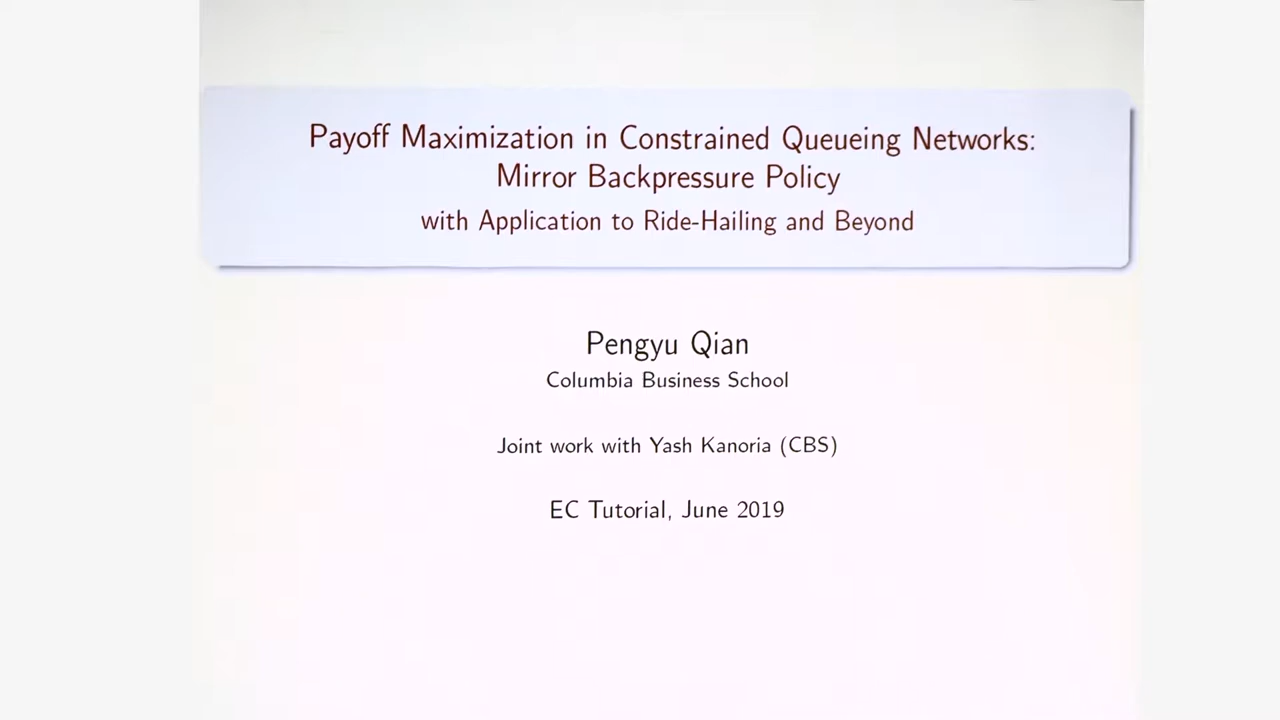 Payoff Maximization in Constrained Queueing Networks:
Mirror Backpressure Policy
with Application to Ride-Hailing and Beyond
Pengyu Qian
Columbia Business School
Joint work with Yash Kanoria (CBS)
EC Tutorial, June 2019